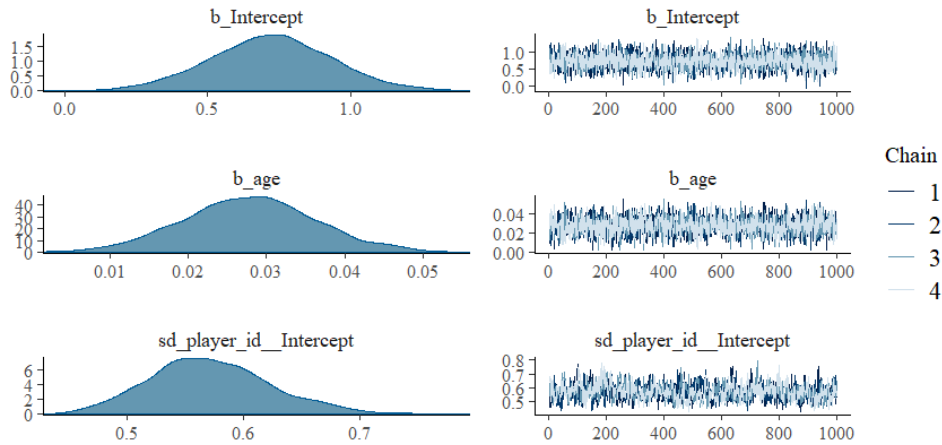 b_Intercept
1.5
1.0
0.5
0.0
0.0 0.5 1.0
b_Intercept
1.0
0.5
0.0
0 200 400 600 800 1000
b_age
40
30
20
10
0
0.01 0.02 0.03 0.04 0.05
b_age
0.04
0.02
0.00
0 200 400 600 800 1000
sd_player_id__Intercept
6
4
2
0
0.5 0.6 0.7
sd_player_id__Intercept
0.8
0.7
0.6
0.5
0 200 400 600 800 1000
Chain
1
2
3
4